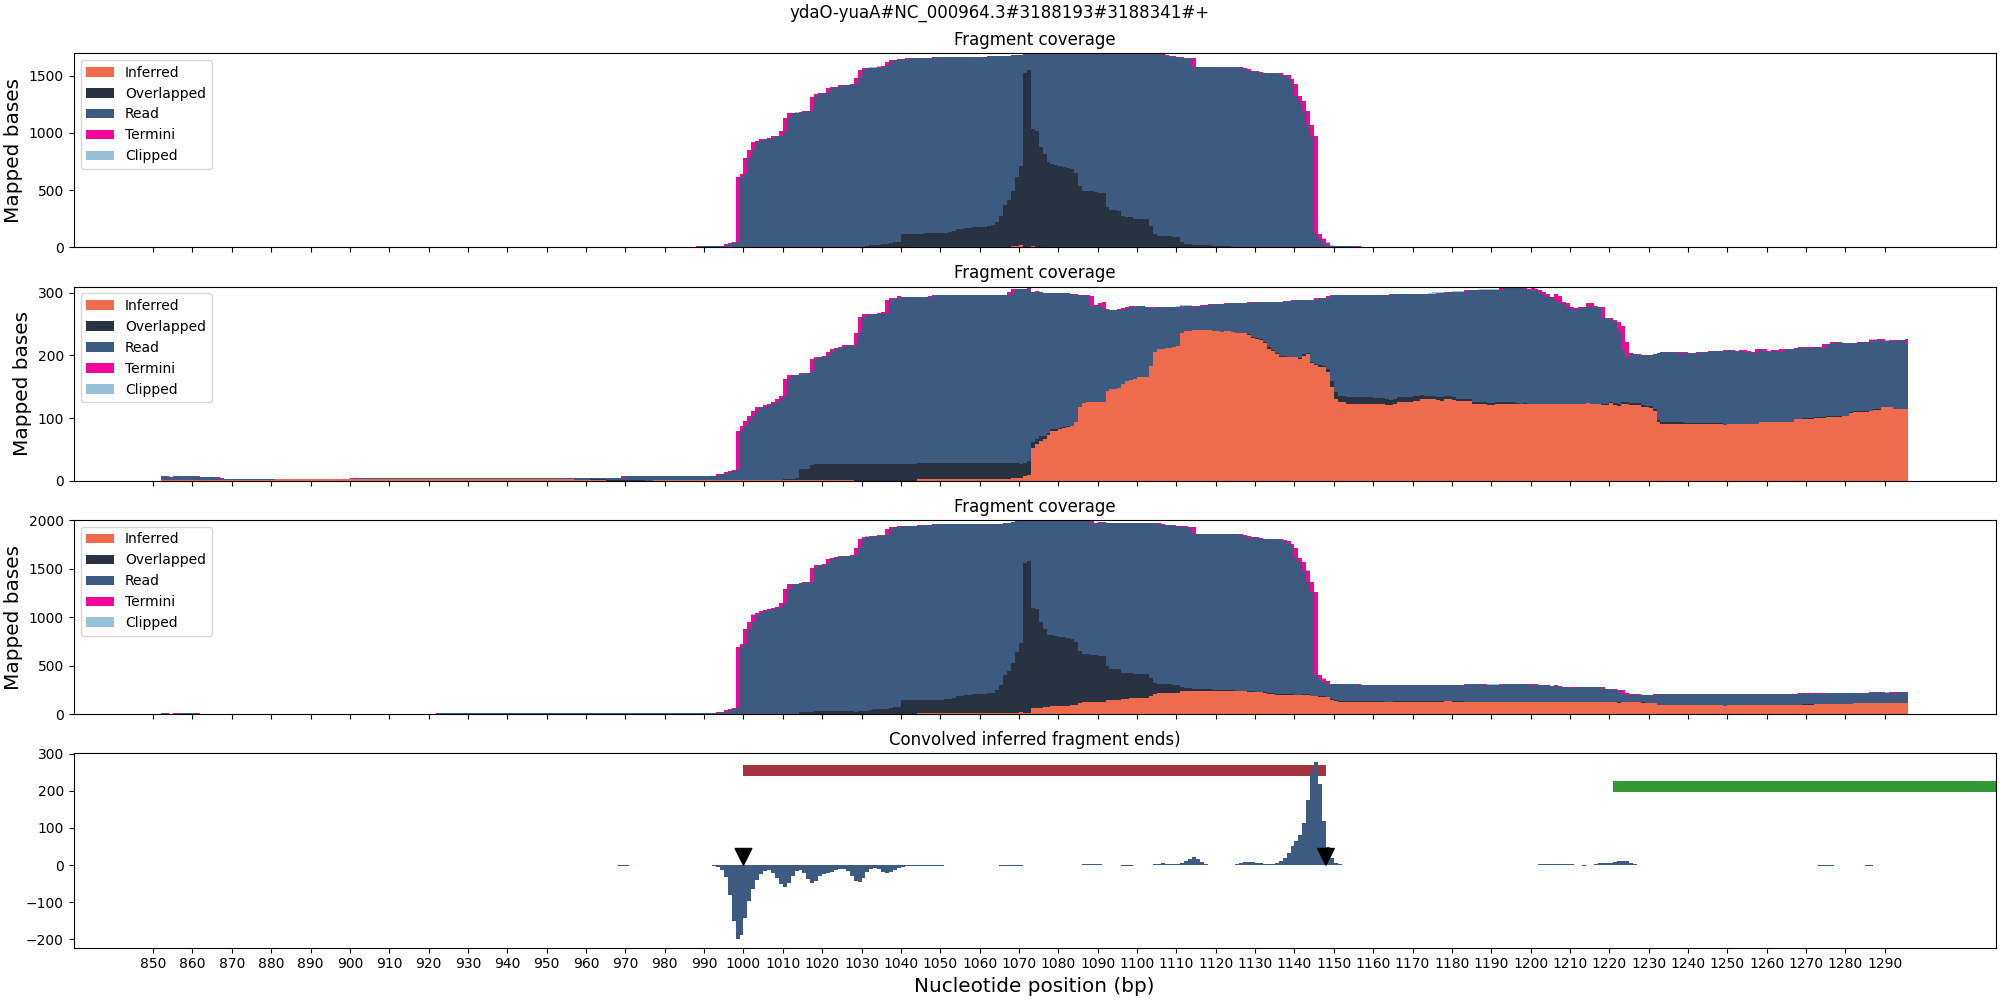 ydaO-yuaA#NC_000964.3#3188193#3188341#+
Fragment coverage
Mapped bases
1500
1000
500
0
Inferred
Overlapped
Read
Termini
Clipped
Fragment coverage
Mapped bases
300
200
100
0
Inferred
Overlapped
Read
Termini
Clipped
Fragment coverage
Mapped bases
2000
1500
1000
500
0
Inferred
Overlapped
Read
Termini
Clipped
Convolved inferred fragment ends)
300
200
100
0
−100
−200
850 860 870 880 890 900 910 920 930 940 950 960 970 980 990 1000 1010 1020 1030 1040 1050 1060 1070 1080 1090 1100 1110 1120 1130 1140 1150 1160 1170 1180 1190 1200 1210 1220 1230 1240 1250 1260 1270 1280 1290
Nucleotide position (bp)